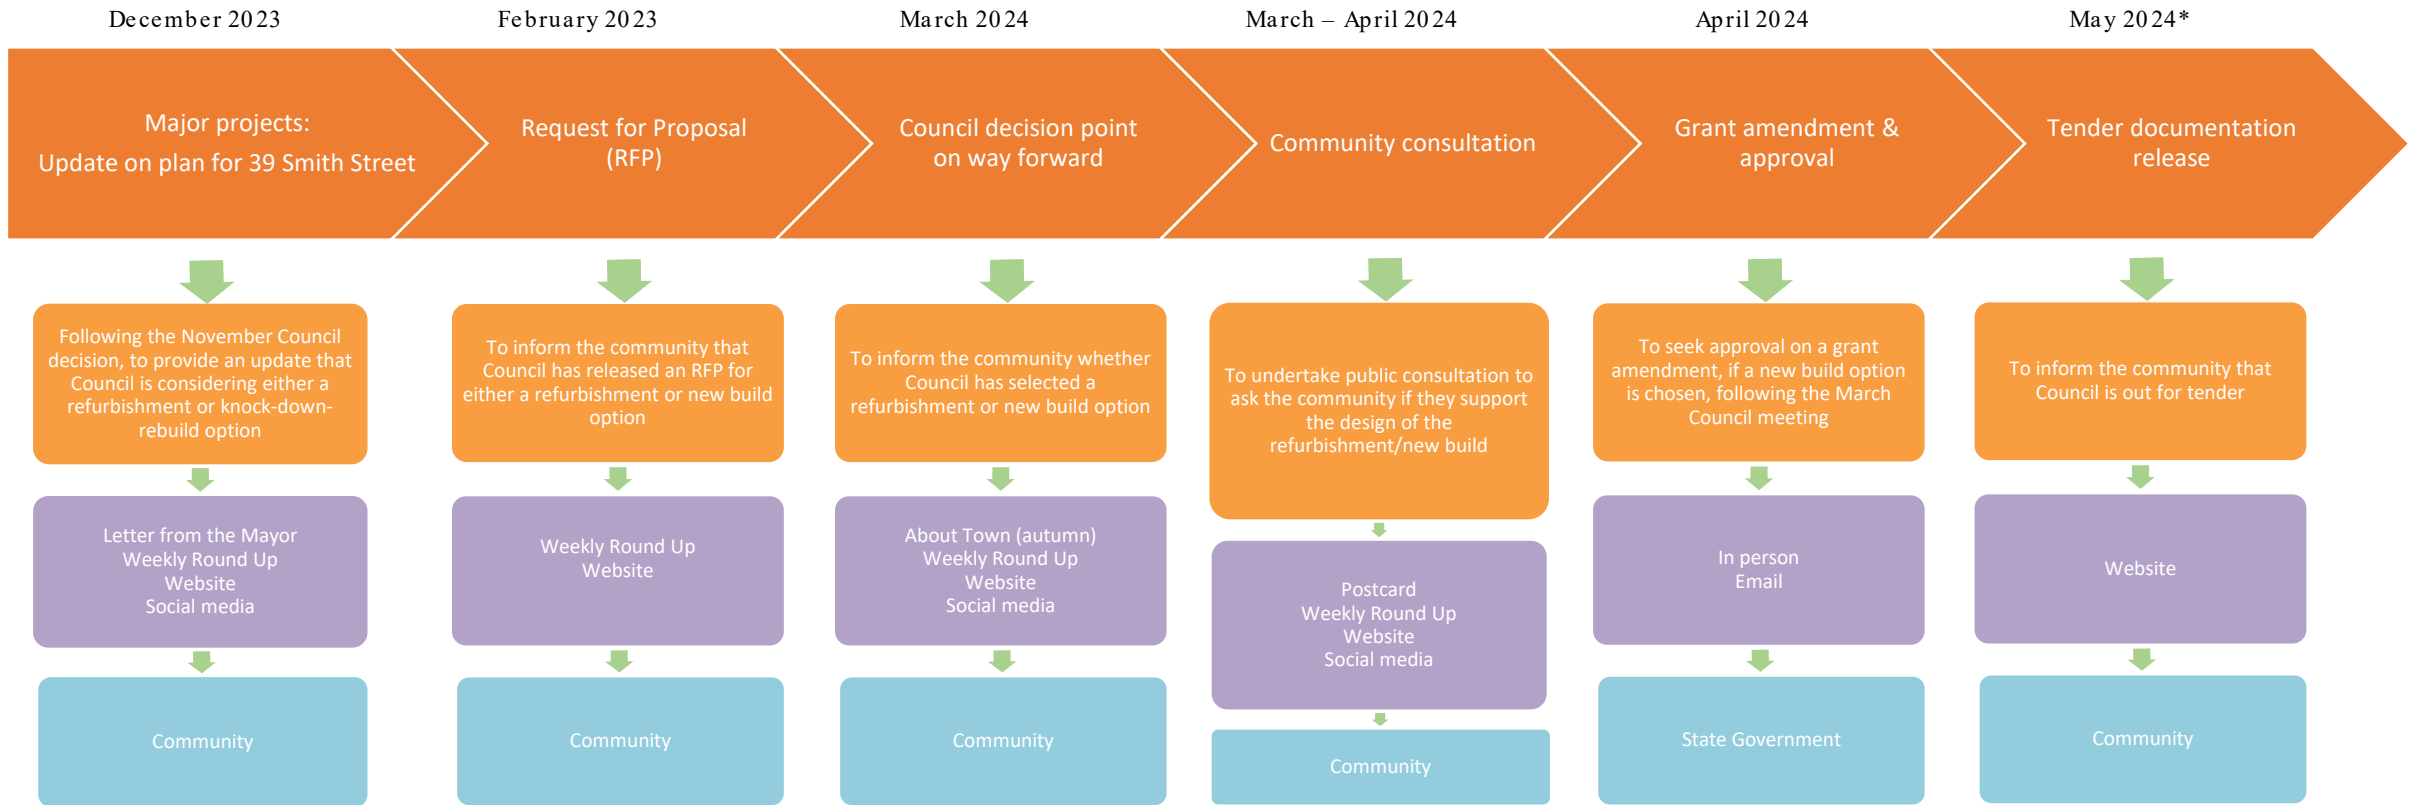 December 2023
February 2023
March 2024
March – April 2024
April 2024
May 2024*
Major projects:
Update on plan for 39 Smith Street
Request for Proposal
(RFP)
Council decision point
on way forward
Community consultation
Grant amendment &
approval
Tender documentation
release
Following the November Council
decision, to provide an update that
Council is considering either a
refurbishment or knock-down-
rebuild option
To inform the community that
Council has released an RFP for
either a refurbishment or new build
option
To inform the community whether
Council has selected a
refurbishment or new build option
To undertake public consultation to
ask the community if they support
the design of the
refurbishment/new build
To seek approval on a grant
amendment, if a new build option
is chosen, following the March
Council meeting
To inform the community that
Council is out for tender
Letter from the Mayor
Weekly Round Up
Website
Social media
Weekly Round Up
Website
About Town (autumn)
Weekly Round Up
Website
Social media
Postcard
Weekly Round Up
Website
Social media
In person
Email
Website
Community
Community
Community
Community
State Government
Community